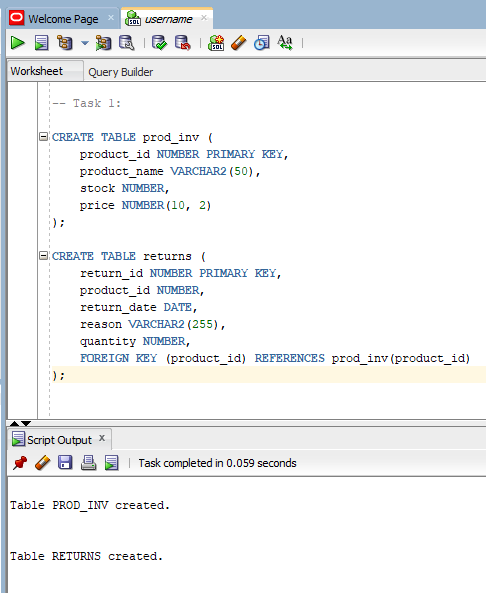 Welcome Page
username
SQL
Worksheet
Query Builder
-- Task 1:
CREATE TABLE prod_inv (
product_id NUMBER PRIMARY KEY,
product_name VARCHAR2(50),
stock NUMBER,
price NUMBER(10, 2)
);
CREATE TABLE returns (
return_id NUMBER PRIMARY KEY,
product_id NUMBER,
return_date DATE,
reason VARCHAR2(255),
quantity NUMBER,
FOREIGN KEY (product_id) REFERENCES prod_inv(product_id)
);
Script Output
Task completed in 0.059 seconds
Table PROD_INV created.
Table RETURNS created.